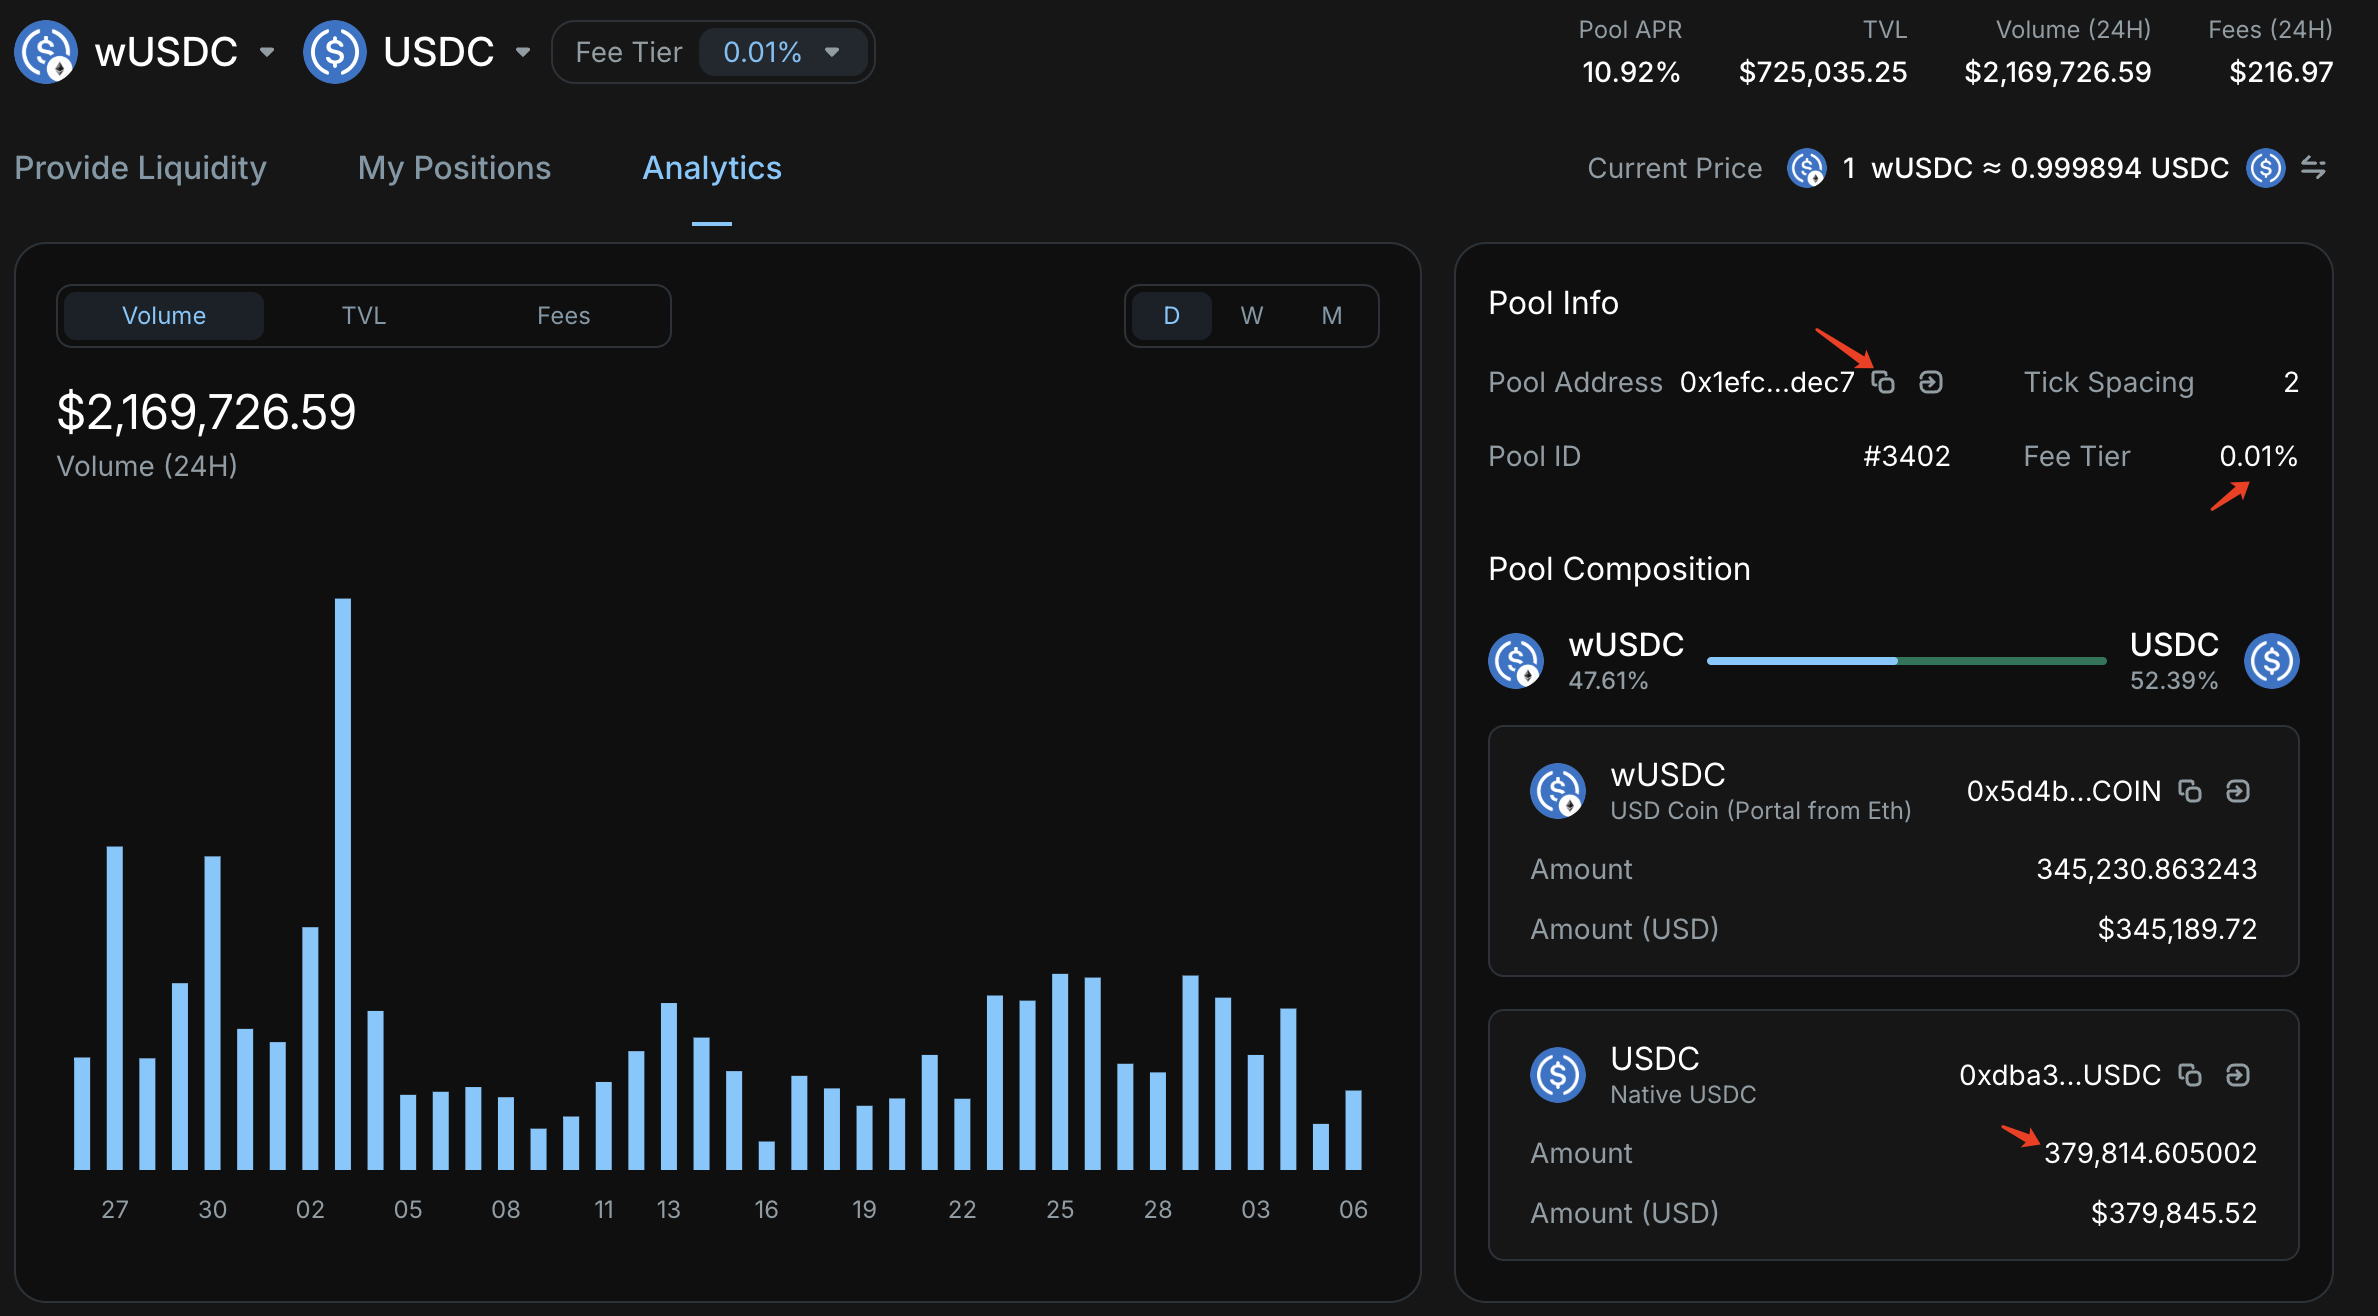 wUSDC USDC Fee Tier 0.01%
Pool APR TVL Volume (24H) Fees (24H)
10.92% $725,035.25 $2,169,726.59 $216.97
Provide Liquidity My Positions Analytics
Current Price 1 wUSDC ≈ 0.999894 USDC
Volume TVL Fees
D W M
$2,169,726.59
Volume (24H)
27 30 02 05 08 11 13 16 19 22 25 28 03 06
Pool Info
Pool Address 0x1efc...dec7 Tick Spacing 2
Pool ID #3402 Fee Tier 0.01%
Pool Composition
wUSDC USDC
47.61% 52.39%
wUSDC
USD Coin (Portal from Eth)
0x5d4b...COIN
Amount 345,230.863243
Amount (USD) $345,189.72
USDC
Native USDC
0xdba3...USDC
Amount 379,814.605002
Amount (USD) $379,845.52